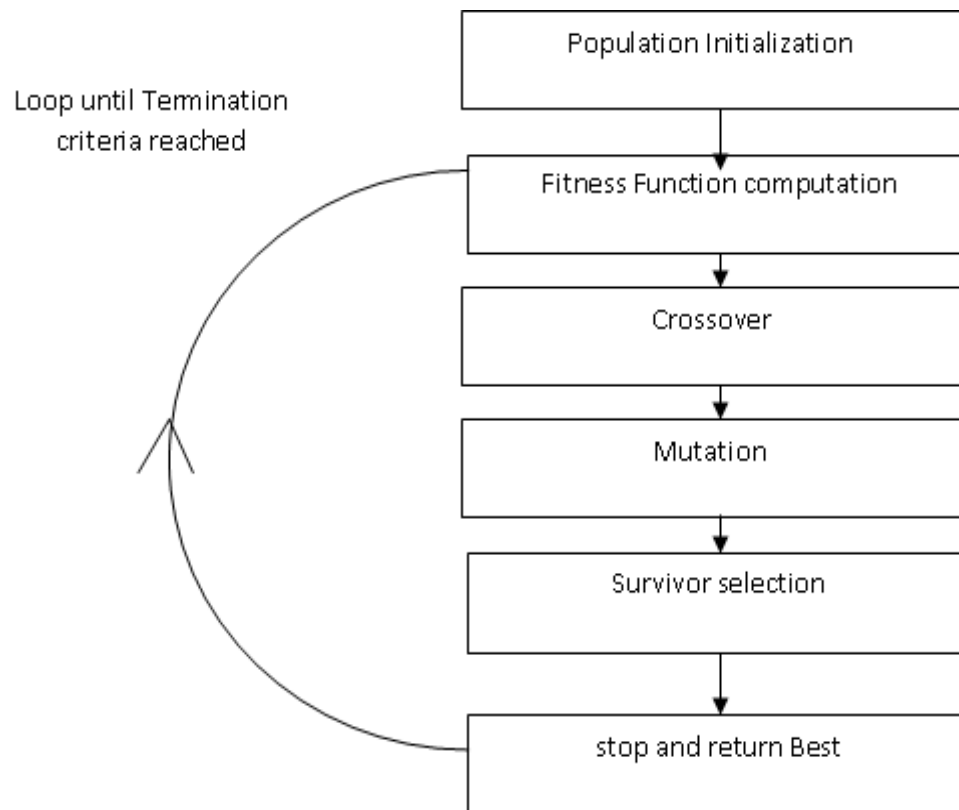 Population Initialization
Loop until Termination
criteria reached
Fitness Function computation
Crossover
Mutation
Survivor selection
stop and return Best